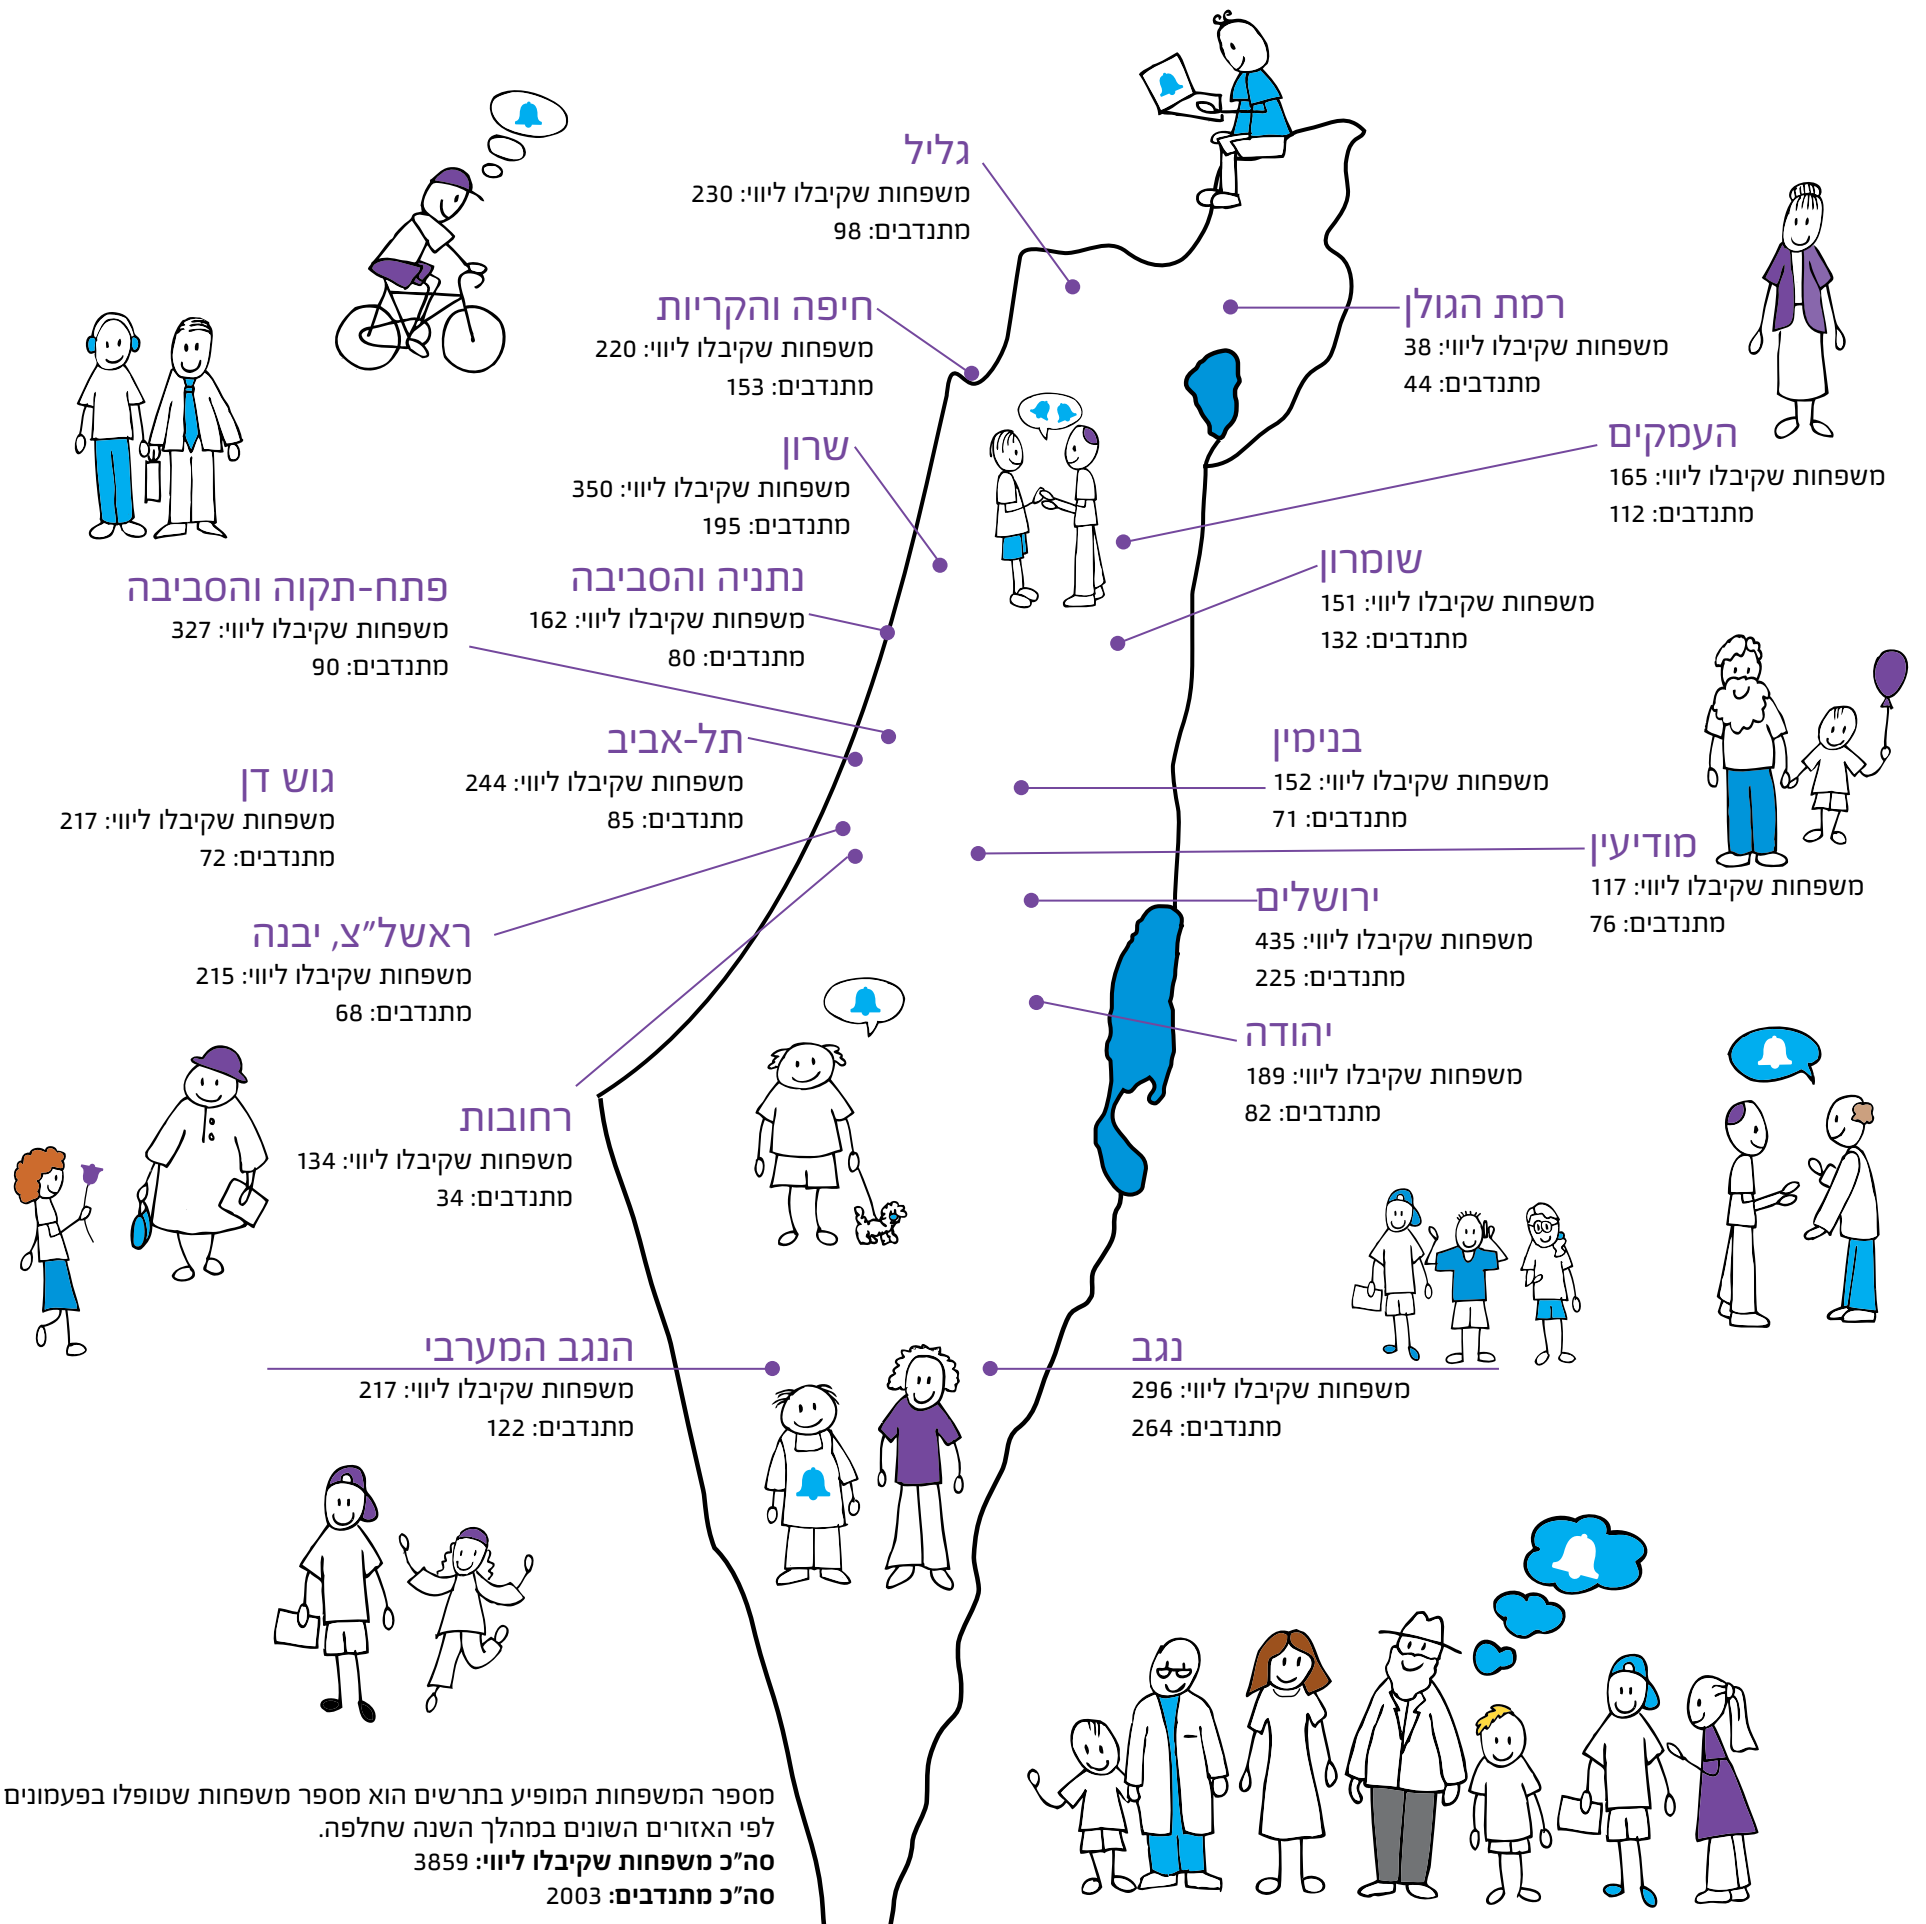 גליל
משפחות שקיבלו ליווי: 230
מתנדבים: 98
רמת הגולן
משפחות שקיבלו ליווי: 38
מתנדבים: 44
חיפה והקריות
משפחות שקיבלו ליווי: 220
מתנדבים: 153
העמקים
משפחות שקיבלו ליווי: 165
מתנדבים: 112
שרון
משפחות שקיבלו ליווי: 350
מתנדבים: 195
שומרון
משפחות שקיבלו ליווי: 151
מתנדבים: 132
נתניה והסביבה
משפחות שקיבלו ליווי: 162
מתנדבים: 80
פתח-תקוה והסביבה
משפחות שקיבלו ליווי: 327
מתנדבים: 90
בנימין
משפחות שקיבלו ליווי: 152
מתנדבים: 71
תל-אביב
משפחות שקיבלו ליווי: 244
מתנדבים: 85
גוש דן
משפחות שקיבלו ליווי: 217
מתנדבים: 72
מודיעין
משפחות שקיבלו ליווי: 117
מתנדבים: 76
ירושלים
משפחות שקיבלו ליווי: 435
מתנדבים: 225
ראשל"צ, יבנה
משפחות שקיבלו ליווי: 215
מתנדבים: 68
יהודה
משפחות שקיבלו ליווי: 189
מתנדבים: 82
רחובות
משפחות שקיבלו ליווי: 134
מתנדבים: 34
נגב
משפחות שקיבלו ליווי: 296
מתנדבים: 264
הנגב המערבי
משפחות שקיבלו ליווי: 217
מתנדבים: 122
מספר המשפחות המופיע בתרשים הוא מספר משפחות שטופלו בפעמונים
לפי האזורים השונים במהלך השנה שחלפה.
סה"כ משפחות שקיבלו ליווי: 3859
סה"כ מתנדבים: 2003